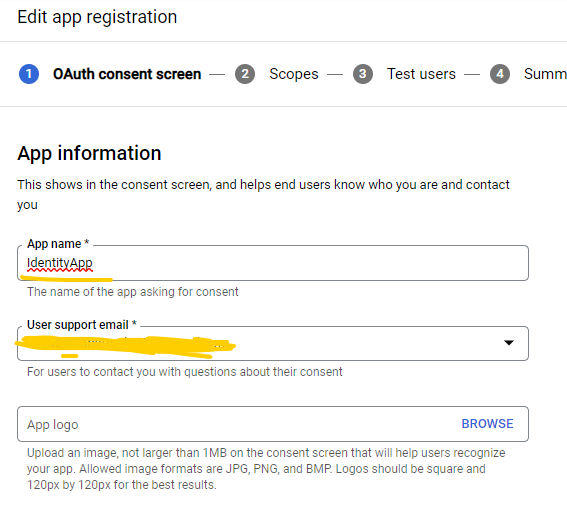 Edit app registration
1 OAuth consent screen — 2 Scopes — 3 Test users — 4 Summ
App information
This shows in the consent screen, and helps end users know who you are and contact
you
App name *
IdentityApp
The name of the app asking for consent
User support email *
For users to contact you with questions about their consent
App logo BROWSE
Upload an image, not larger than 1MB on the consent screen that will help users recognize
your app. Allowed image formats are JPG, PNG, and BMP. Logos should be square and
120px by 120px for the best results.